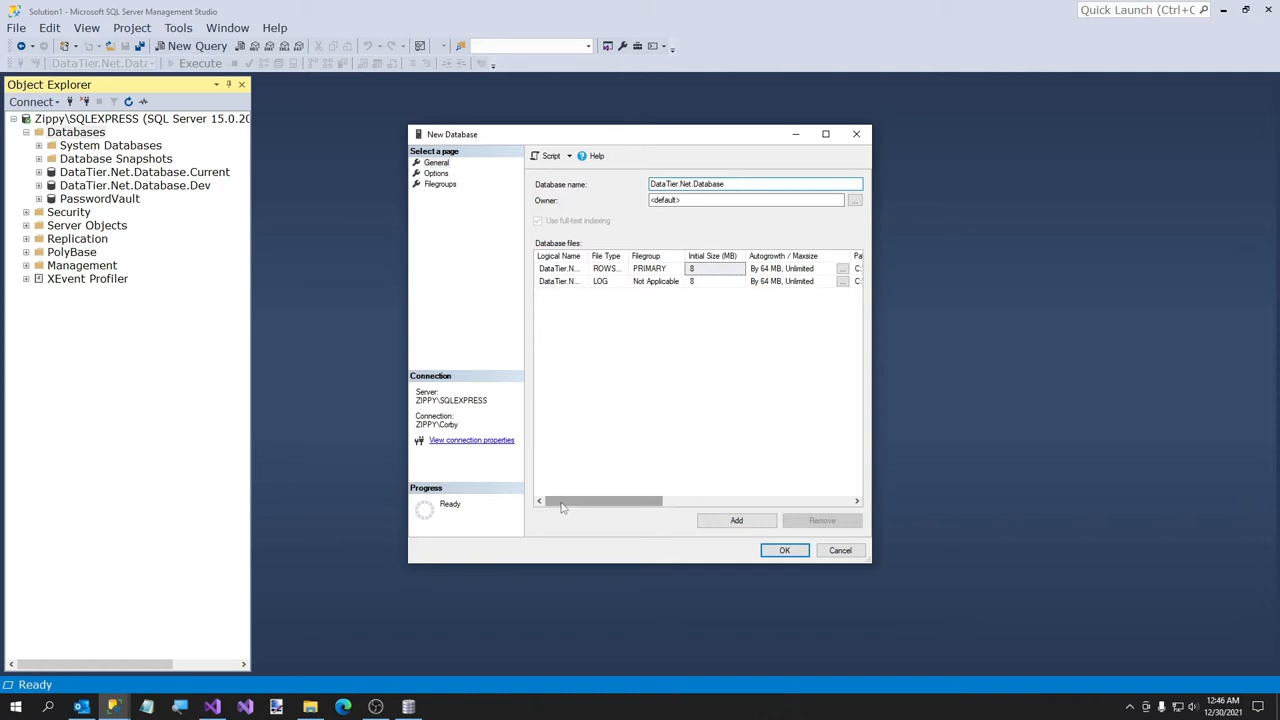 Solution1 - Microsoft SQL Server Management Studio
Quick Launch (Ctrl+Q
File Edit View Project Tools Window Help
New Query
DataTier.Net.Data
Execute
Object Explorer
Connect
Zippy\SQLEXPRESS (SQL Server 15.0.20
Databases
System Databases
Database Snapshots
DataTier.Net.Database.Current
DataTier.Net.Database.Dev
PasswordVault
Security
Server Objects
Replication
PolyBase
Management
XEvent Profiler
New Database
Select a page
General
Options
Filegroups
Script Help
Database name: DataTier.Net.Database
Owner: <default> ...
Use full-text indexing
Database files:
Logical Name File Type Filegroup Initial Size (MB) Autogrowth / Maxsize Pa
DataTier.N... ROWS... PRIMARY 8 By 64 MB, Unlimited ... C:
DataTier.N... LOG Not Applicable 8 By 64 MB, Unlimited ... C:
Connection
Server:
ZIPPY\SQLEXPRESS
Connection:
ZIPPY\Corby
View connection properties
Progress
Ready
Add Remove
OK Cancel
Ready
12:46 AM
12/30/2021